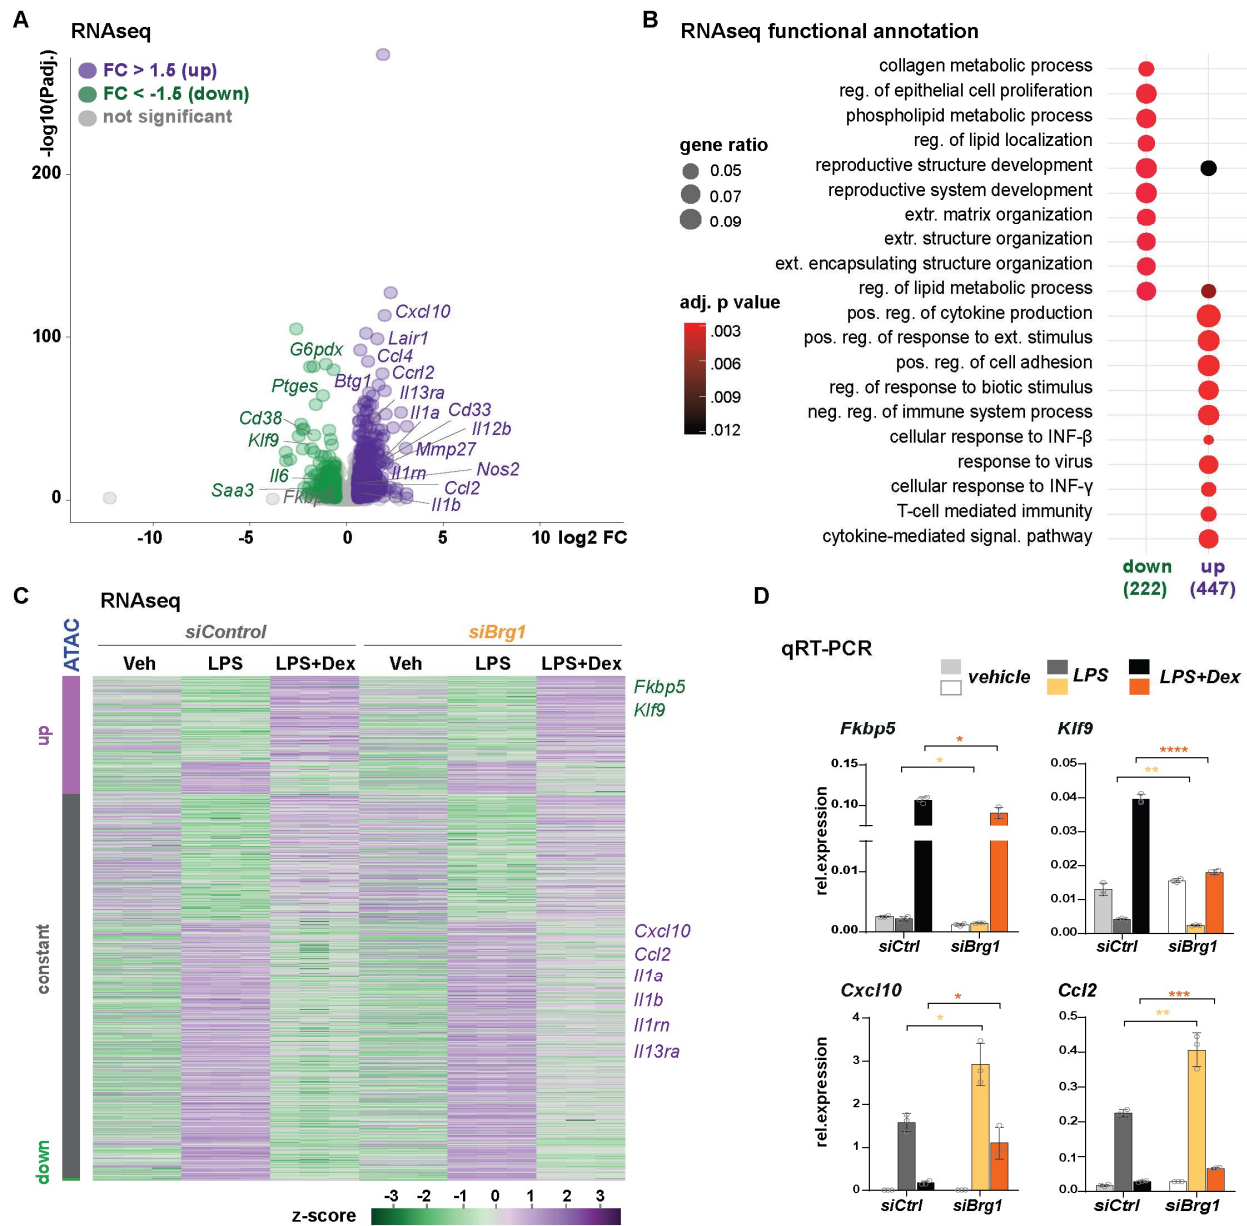 A
RNAseq
FC > 1.5 (up)
FC < -1.5 (down)
not significant
-log10(Padj.)
200
100
0
-10
-5
0
5
10
log2 FC
Cxcl10
Lair1
G6pdx
Ccl4
Ccrl2
Ptges
Btg1
Il13ra
Il1a
Cd33
Cd38
Il12b
Klf9
Mmp27
Il6
Il1rn
Nos2
Saa3
Fkbp5
Ccl2
Il1b
B
RNAseq functional annotation
gene ratio
0.05
0.07
0.09
adj. p value
.003
.006
.009
.012
collagen metabolic process
reg. of epithelial cell proliferation
phospholipid metabolic process
reg. of lipid localization
reproductive structure development
reproductive system development
extr. matrix organization
extr. structure organization
ext. encapsulating structure organization
reg. of lipid metabolic process
pos. reg. of cytokine production
pos. reg. of response to ext. stimulus
pos. reg. of cell adhesion
reg. of response to biotic stimulus
neg. reg. of immune system process
cellular response to INF-β
response to virus
cellular response to INF-γ
T-cell mediated immunity
cytokine-mediated signal. pathway
down
(222)
up
(447)
C
RNAseq
ATAC
siControl
siBrg1
Veh
LPS
LPS+Dex
Veh
LPS
LPS+Dex
up
constant
down
Fkbp5
Klf9
Cxcl10
Ccl2
Il1a
Il1b
Il1rn
Il13ra
z-score
-3
-2
-1
0
1
2
3
D
qRT-PCR
vehicle
LPS
LPS+Dex
Fkbp5
*
*
rel.expression
0.15
0.10
0.01
0.00
siCtrl
siBrg1
Klf9
****
**
0.05
0.04
0.03
0.02
0.01
0.00
siCtrl
siBrg1
Cxcl10
*
*
rel.expression
4
3
2
1
0
siCtrl
siBrg1
Ccl2
***
**
0.5
0.4
0.3
0.2
0.1
0.0
siCtrl
siBrg1